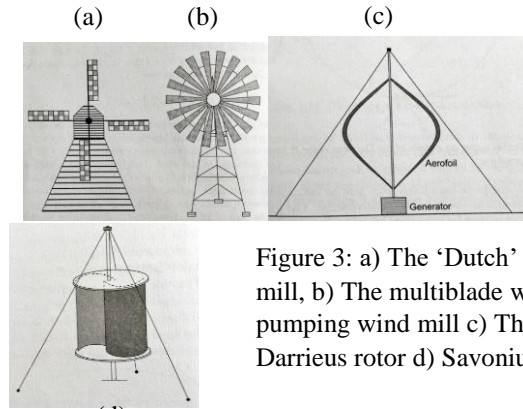 (a) (b) (c)
Aerofoil
Generator
Figure 3: a) The ‘Dutch’
mill, b) The multiblade w
pumping wind mill c) Th
Darrieus rotor d) Savoniu
(d)